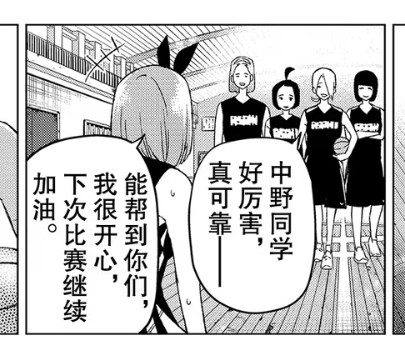 中野同学
好厉害，
真可靠——
能帮到你们，
我很开心，
下次比赛继续
加油。